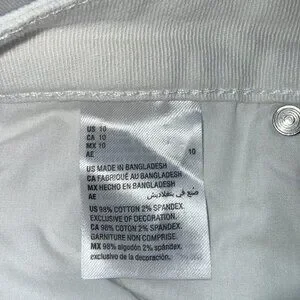 US 10
CA 10
MX 10
AE 10
US MADE IN BANGLADESH
CA FABRIQUÉ AU BANGLADESH
MX HECHO EN BANGLADESH
AE صنع في بنغلاديش
US 98% COTTON 2% SPANDEX
EXCLUSIVE OF DECORATION.
CA 98% COTON 2% SPANDEX.
GARNITURE NON COMPRISE.
MX 98% algodón 2% spandex.
exclusivo de la decoración.